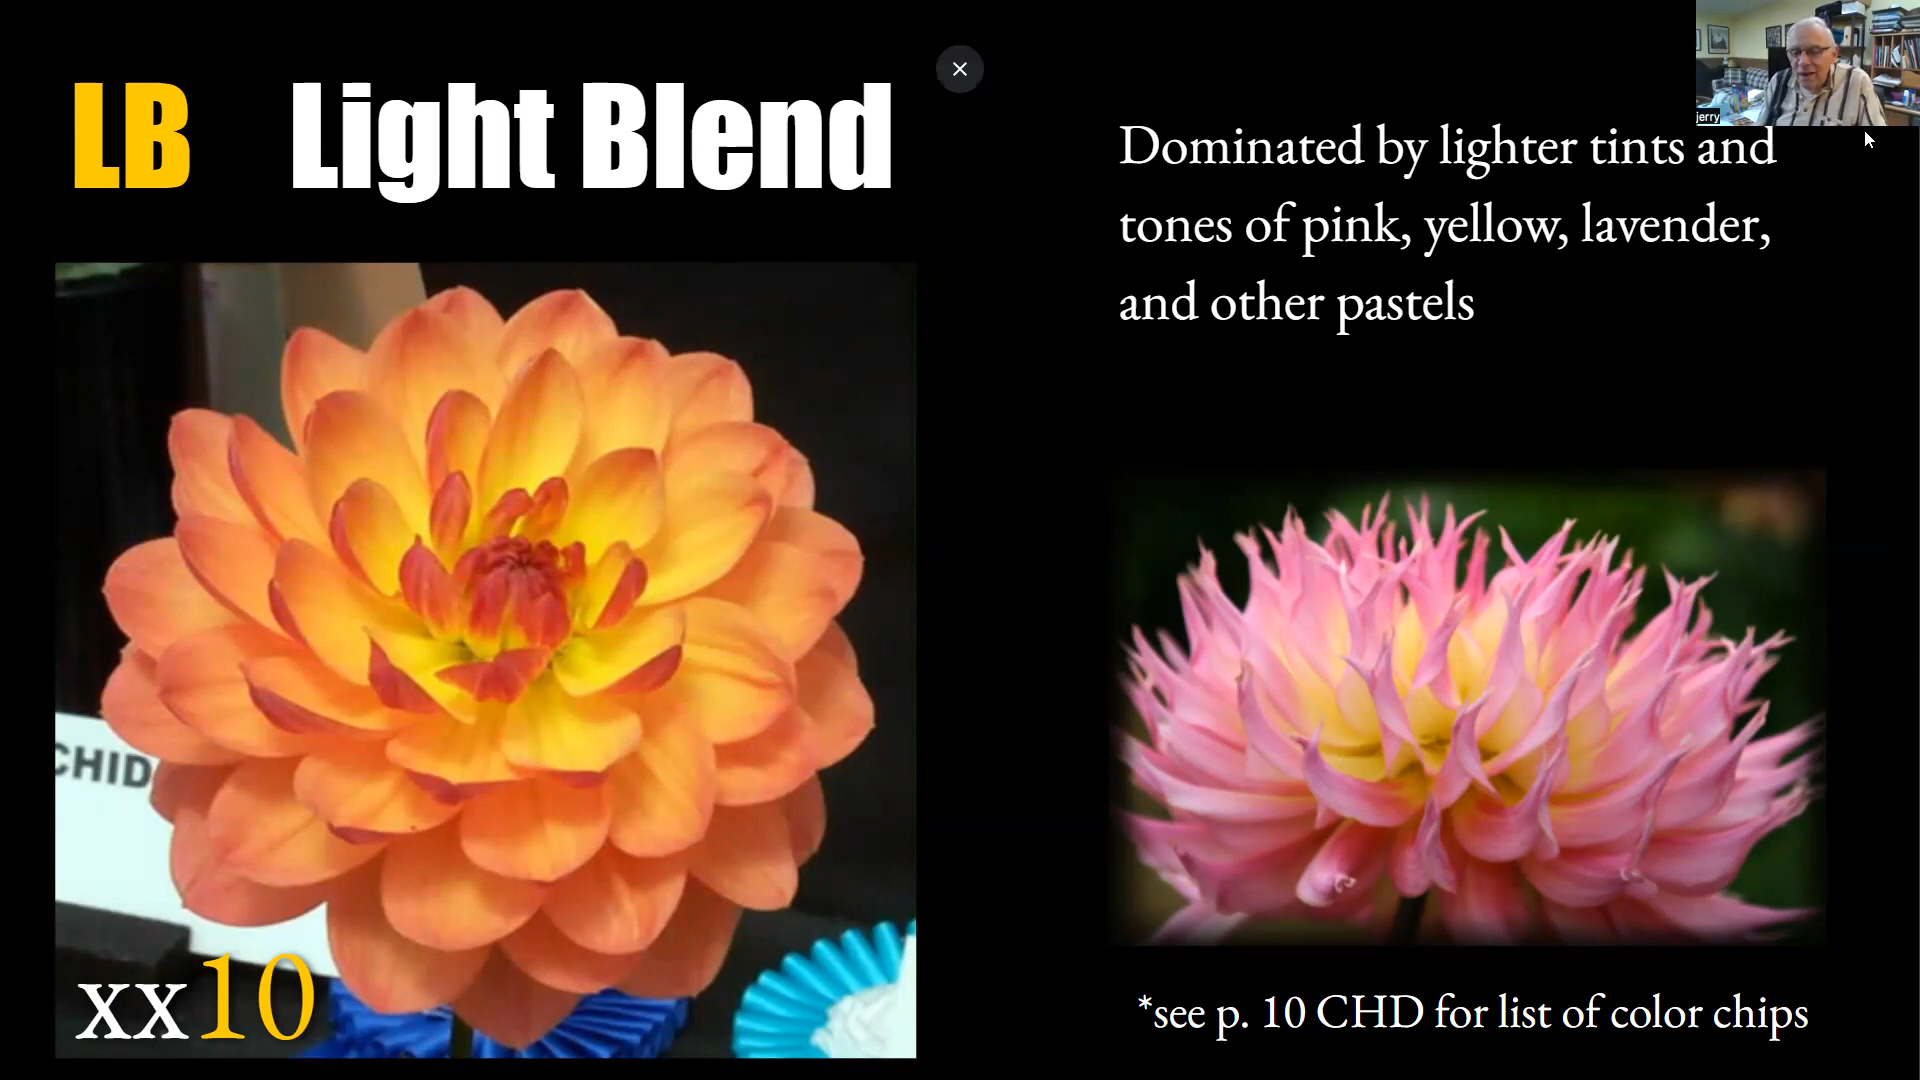 LB Light Blend
jerry
Dominated by lighter tints and
tones of pink, yellow, lavender,
and other pastels
CHID
xx10
*see p. 10 CHD for list of color chips